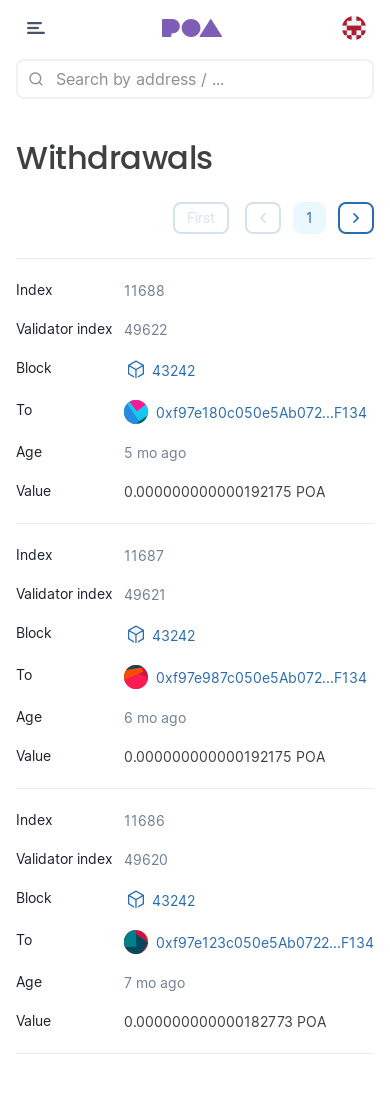 POA
Search by address / ...
Withdrawals
First
1
Index 11688
Validator index 49622
Block 43242
To 0xf97e180c050e5Ab072...F134
Age 5 mo ago
Value 0.000000000000192175 POA
Index 11687
Validator index 49621
Block 43242
To 0xf97e987c050e5Ab072...F134
Age 6 mo ago
Value 0.000000000000192175 POA
Index 11686
Validator index 49620
Block 43242
To 0xf97e123c050e5Ab0722...F134
Age 7 mo ago
Value 0.000000000000182773 POA